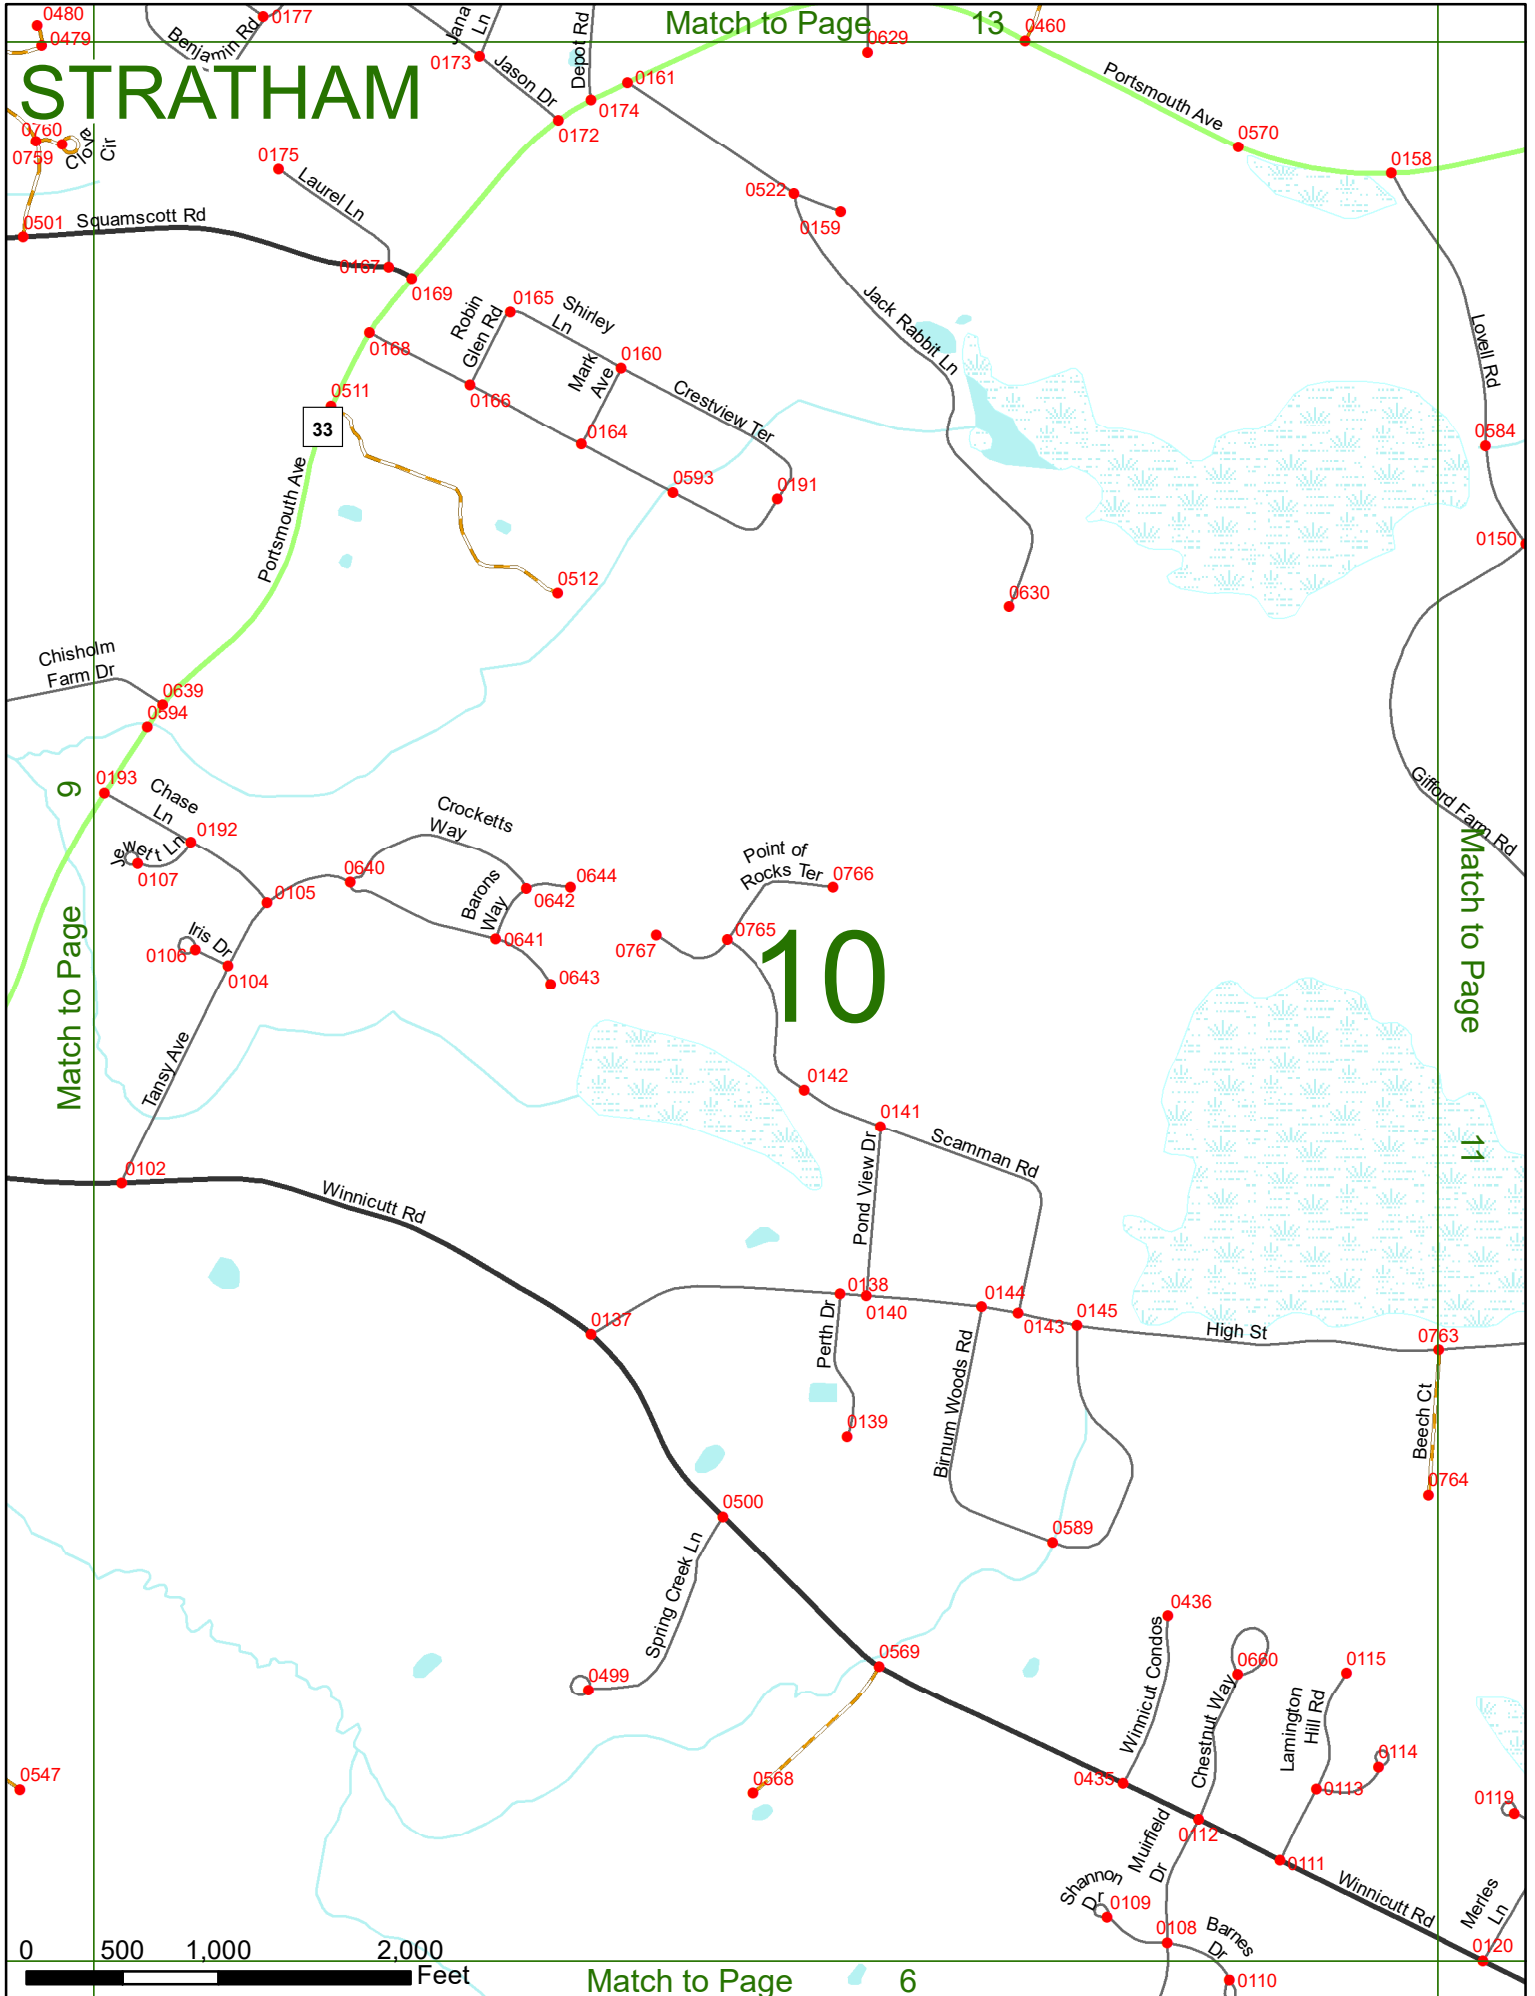 0480
0479
0177
Benjamin Rd
Jana
Ln
0173
Jason Dr
Depot Rd
Match to Page 13
0629
0460
STRATHAM
0161
0174
0172
Portsmouth Ave
0570
0158
0760
0759
Clover
Cir
0175
Laurel Ln
0522
0159
0501
Squamscott Rd
0167
0169
Robin
Glen Rd
0165
Shirley
Ln
Jack Rabbit Ln
Lovell Rd
0168
Mark
Ave
0160
0166
Crestview Ter
0511
33
0164
0584
0593
0191
Portsmouth Ave
0150
0512
0630
Chisholm
Farm Dr
0639
0594
0193
Chase
Ln
9
Match to Page
Jewett Ln
0192
0107
Crocketts
Way
0640
0105
Barons
Way
0644
0642
Point of
Rocks Ter
0766
Gifford Farm Rd
Match to Page
11
Iris Dr
0106
0104
0641
0643
0767
0765
10
Tansy Ave
0142
0141
Scamman Rd
Pond View Dr
0102
Winnicutt Rd
0138
0140
0144
0143
0145
0137
Perth Dr
High St
0763
Birnum Woods Rd
Beech Ct
0139
0764
0500
0589
Spring Creek Ln
0499
0569
0436
Winnicut Condos
0660
Chestnut Way
0115
Lamington
Hill Rd
0114
0547
0568
0435
0113
0119
0112
Muirfield
Dr
0111
Shannon
Dr
0109
Winnicutt Rd
Merles
Ln
0108
Barnes
Dr
0120
0110
0 500 1,000 2,000
Feet
Match to Page 6